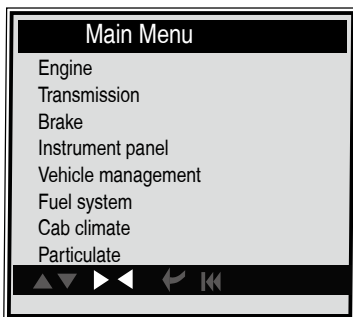 Main Menu
Engine
Transmission
Brake
Instrument panel
Vehicle management
Fuel system
Cab climate
Particulate